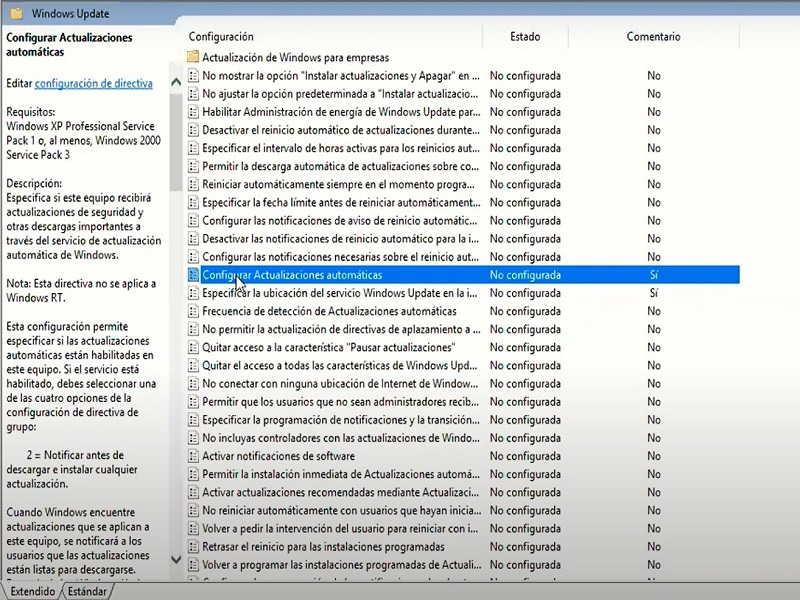 Windows Update
Configurar Actualizaciones
automáticas
Editar configuración de directiva
Requisitos:
Windows XP Professional Service
Pack 1 o, al menos, Windows 2000
Service Pack 3
Descripción:
Especifica si este equipo recibirá
actualizaciones de seguridad y
otras descargas importantes a
través del servicio de actualización
automática de Windows.
Nota: Esta directiva no se aplica a
Windows RT.
Esta configuración permite
especificar si las actualizaciones
automáticas están habilitadas en
este equipo. Si el servicio está
habilitado, debes seleccionar una
de las cuatro opciones de la
configuración de directiva de
grupo:
2 = Notificar antes de
descargar e instalar cualquier
actualización.
Cuando Windows encuentre
actualizaciones que se aplican a
este equipo, se notificará a los
usuarios que las actualizaciones
están listas para descargarse.
Configuración Estado Comentario
Actualización de Windows para empresas
No mostrar la opción "Instalar actualizaciones y Apagar" en ... No configurada No
No ajustar la opción predeterminada a "Instalar actualizacio... No configurada No
Habilitar Administración de energía de Windows Update par... No configurada No
Desactivar el reinicio automático de actualizaciones durante... No configurada No
Especificar el intervalo de horas activas para los reinicios aut... No configurada No
Permitir la descarga automática de actualizaciones sobre co... No configurada No
Reiniciar automáticamente siempre en el momento progra... No configurada No
Especificar la fecha límite antes de reiniciar automáticament... No configurada No
Configurar las notificaciones de aviso de reinicio automátic... No configurada No
Desactivar las notificaciones de reinicio automático para la i... No configurada No
Configurar las notificaciones necesarias sobre el reinicio aut... No configurada No
Configurar Actualizaciones automáticas No configurada Sí
Especificar la ubicación del servicio Windows Update en la i... No configurada Sí
Frecuencia de detección de Actualizaciones automáticas No configurada No
No permitir la actualización de directivas de aplazamiento a ... No configurada No
Quitar acceso a la característica "Pausar actualizaciones" No configurada No
Quitar el acceso a todas las características de Windows Upd... No configurada No
No conectar con ninguna ubicación de Internet de Window... No configurada No
Permitir que los usuarios que no sean administradores recib... No configurada No
Especificar la programación de notificaciones y la transición... No configurada No
No incluyas controladores con las actualizaciones de Windo... No configurada No
Activar notificaciones de software No configurada No
Permitir la instalación inmediata de Actualizaciones automá... No configurada No
Activar actualizaciones recomendadas mediante Actualizaci... No configurada No
No reiniciar automáticamente con usuarios que hayan inicia... No configurada No
Volver a pedir la intervención del usuario para reiniciar con i... No configurada No
Retrasar el reinicio para las instalaciones programadas No configurada No
Volver a programar las instalaciones programadas de Actuali... No configurada No
Extendido Estándar